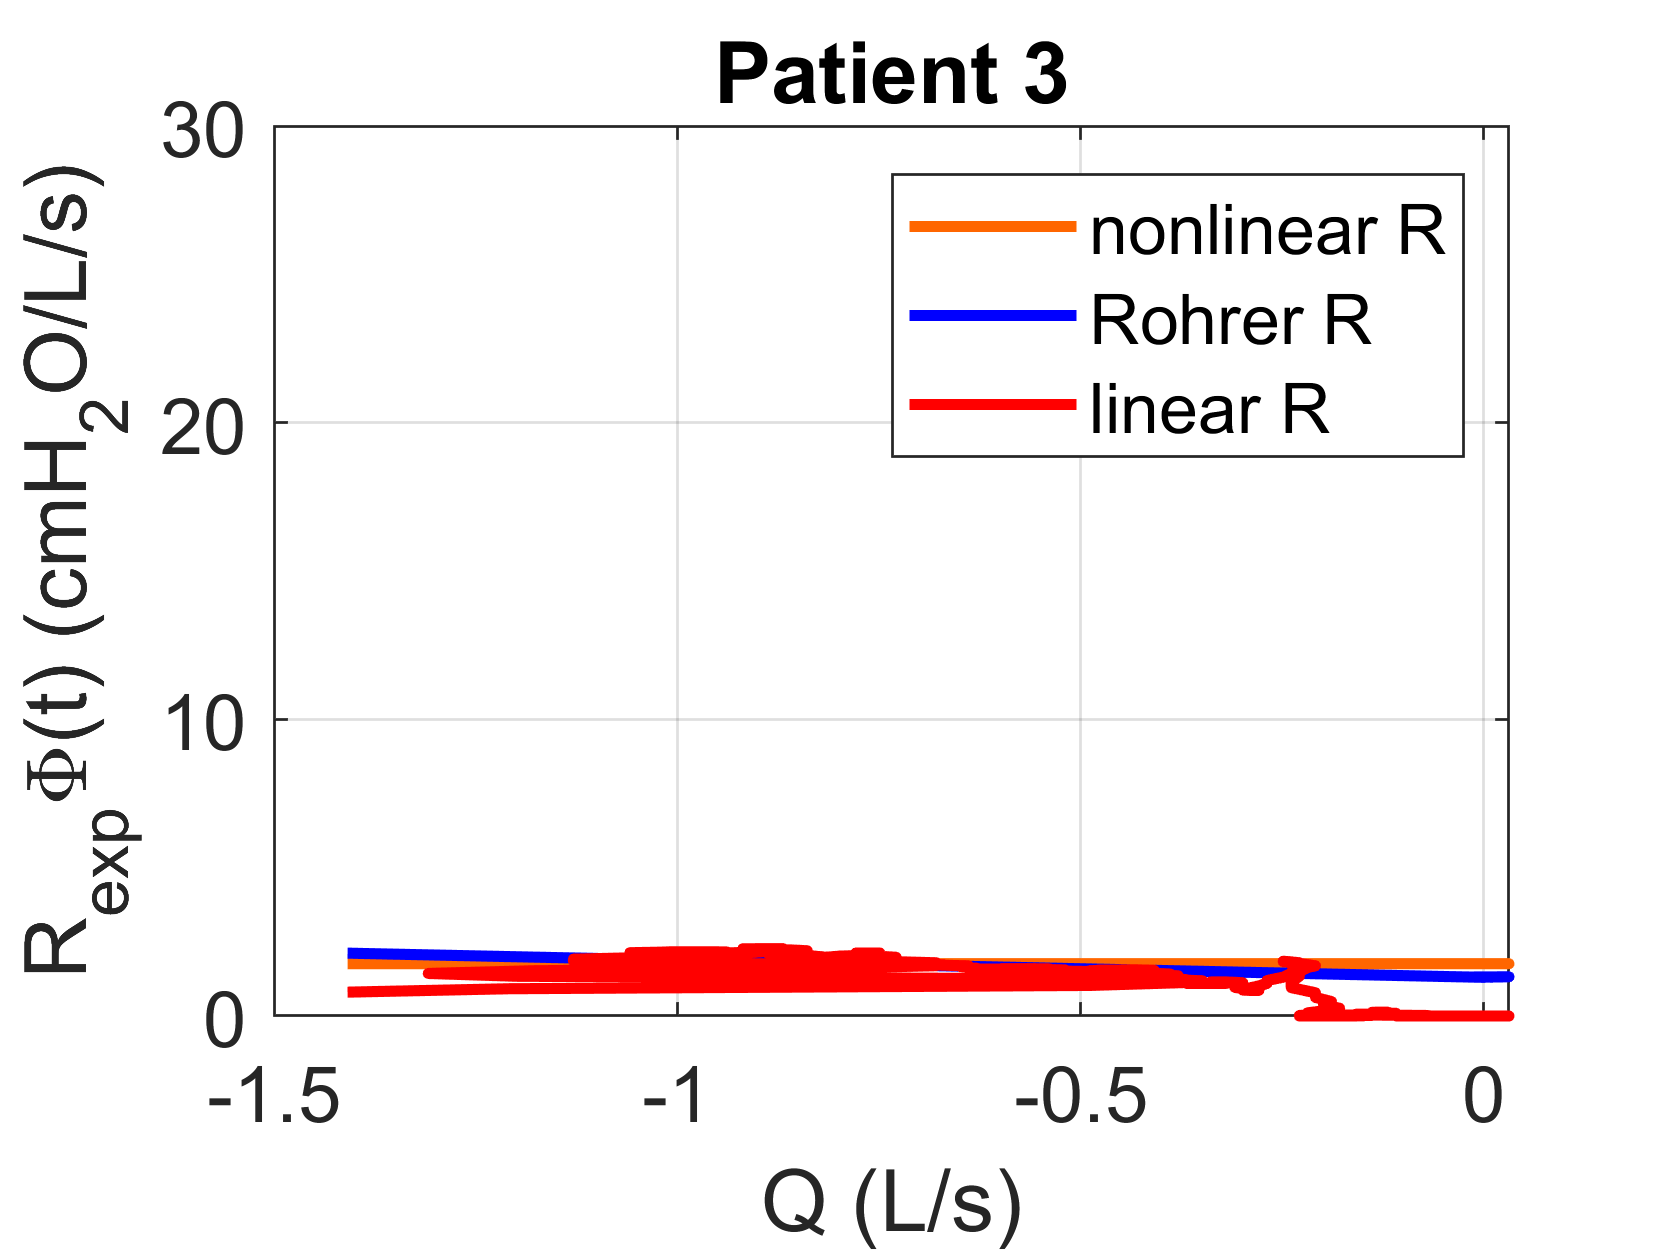 Patient 3
30
20
10
0
R_exp Φ(t) (cmH_2O/L/s)
nonlinear R
Rohrer R
linear R
-1.5 -1 -0.5 0
Q (L/s)